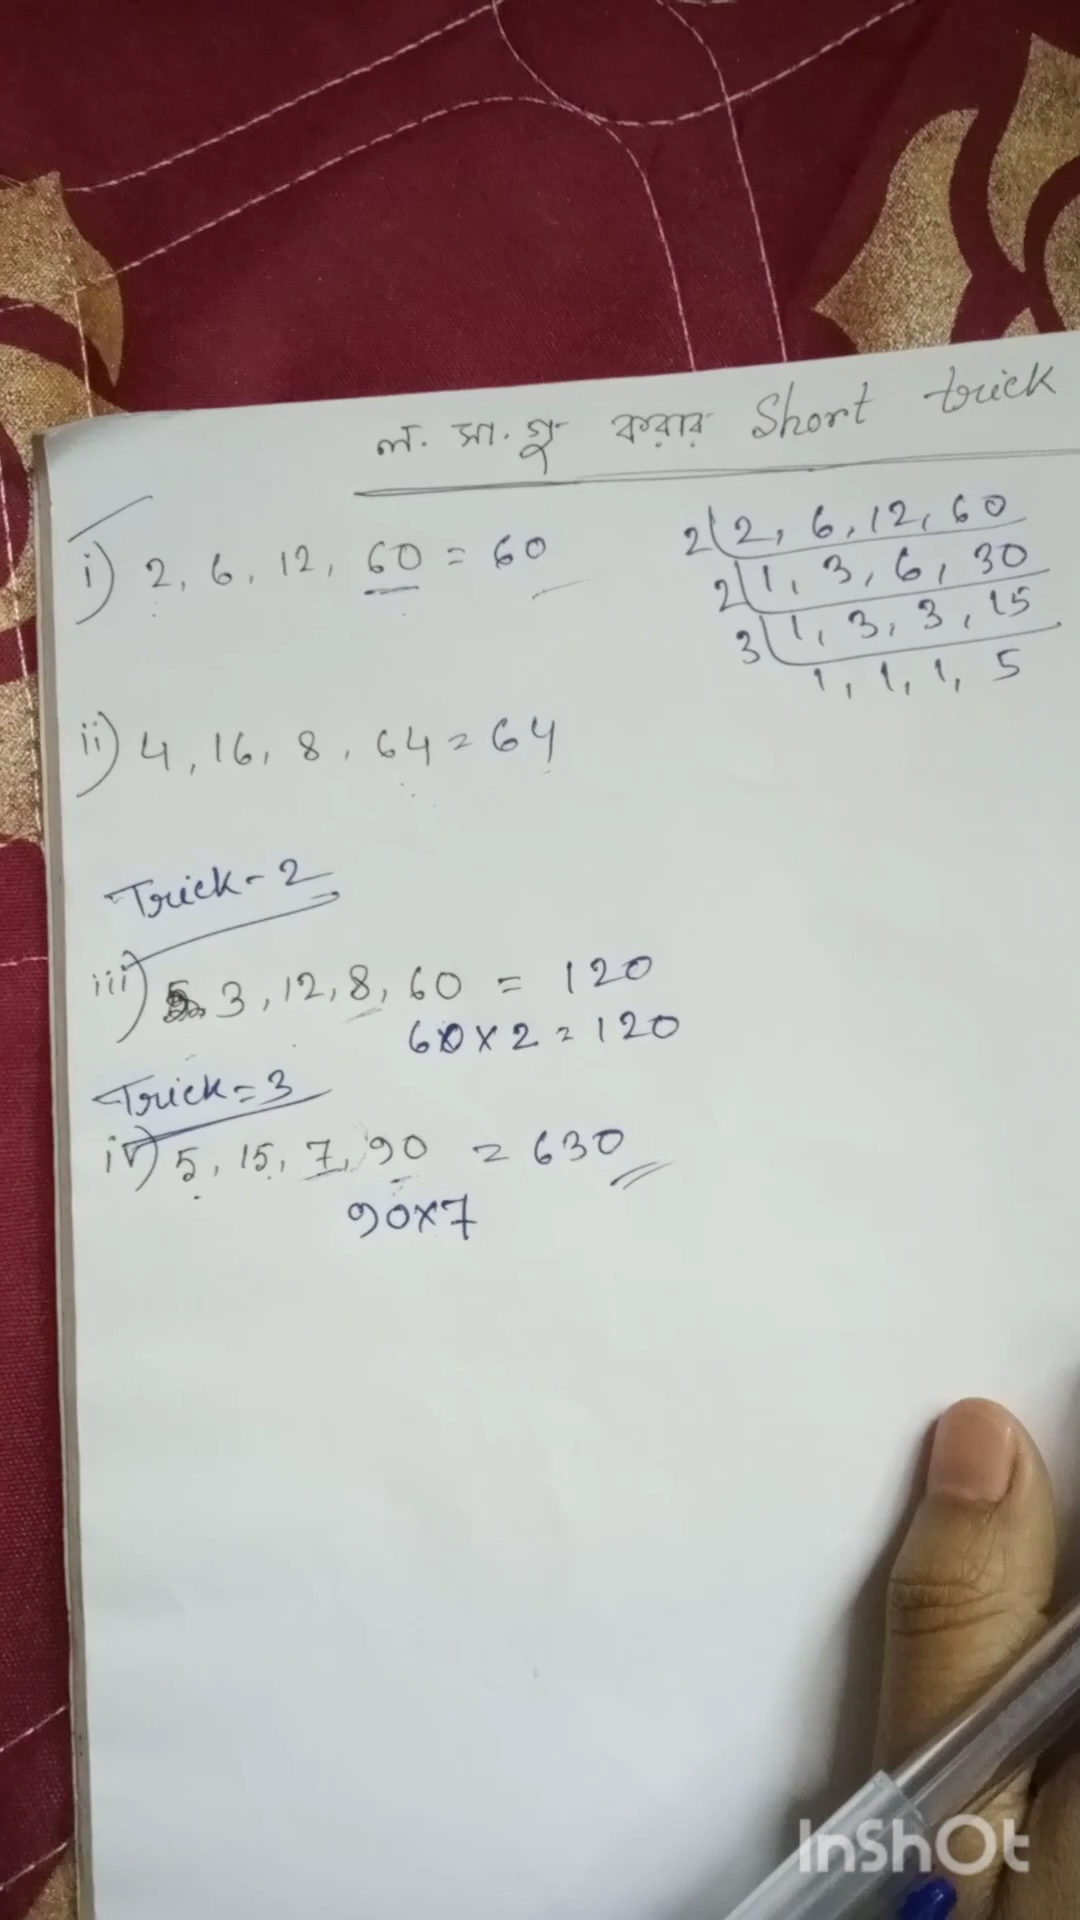 ল. সা. গু করার Short trick
i) 2, 6, 12, 60 = 60
2 2, 6, 12, 60
2 1, 3, 6, 30
3 1, 3, 3, 15
1, 1, 1, 5
ii) 4, 16, 8, 64 = 64
Trick - 2
iii) 3, 12, 8, 60 = 120
60 x 2 = 120
Trick = 3
iv) 5, 15, 7, 90 = 630
90x7
InShOt